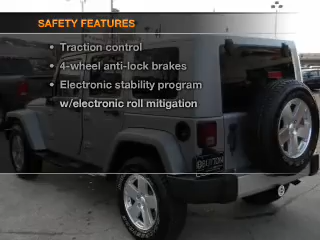 SAFETY FEATURES
• Traction control
• 4-wheel anti-lock brakes
• Electronic stability program
w/electronic roll mitigation